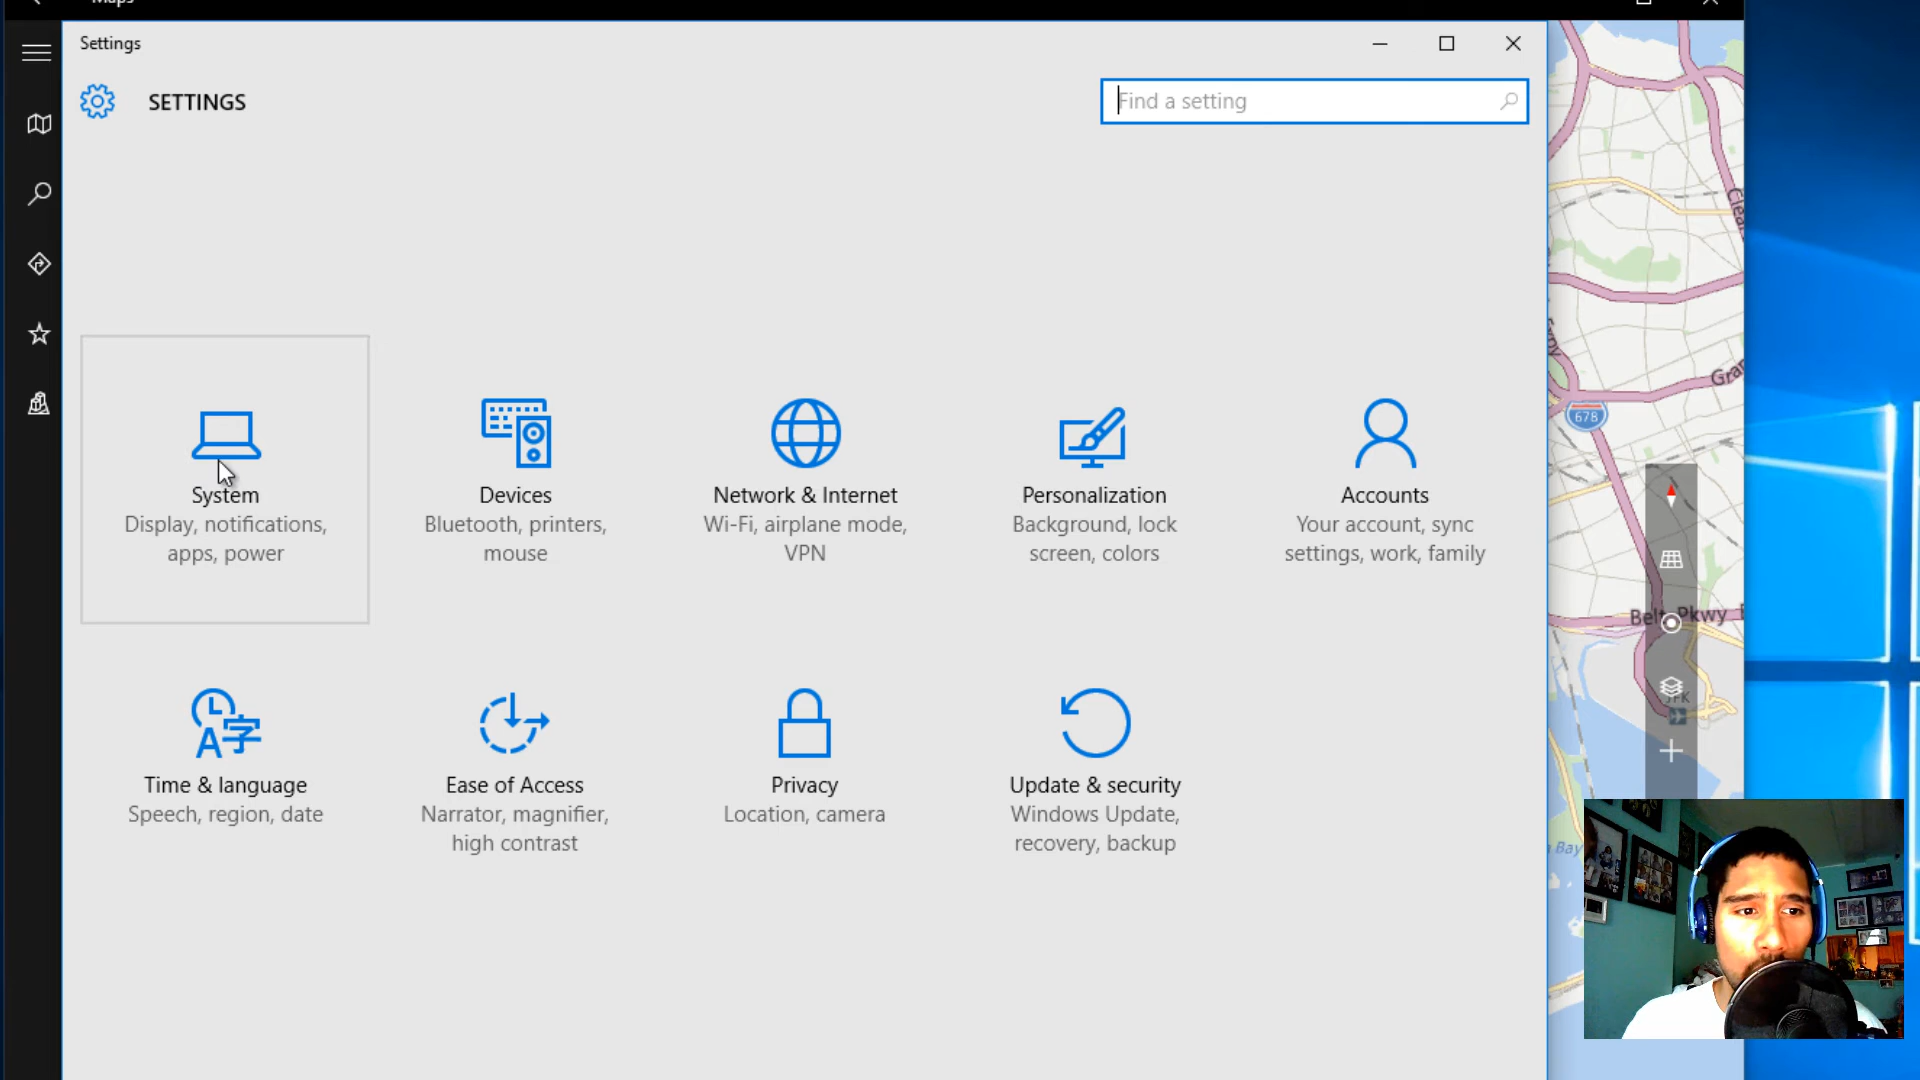 Maps
Settings
SETTINGS
Find a setting
System
Display, notifications,
apps, power
Devices
Bluetooth, printers,
mouse
Network & Internet
Wi-Fi, airplane mode,
VPN
Personalization
Background, lock
screen, colors
Accounts
Your account, sync
settings, work, family
Time & language
Speech, region, date
Ease of Access
Narrator, magnifier,
high contrast
Privacy
Location, camera
Update & security
Windows Update,
recovery, backup
678
Belt Pkwy
JFK
Bay